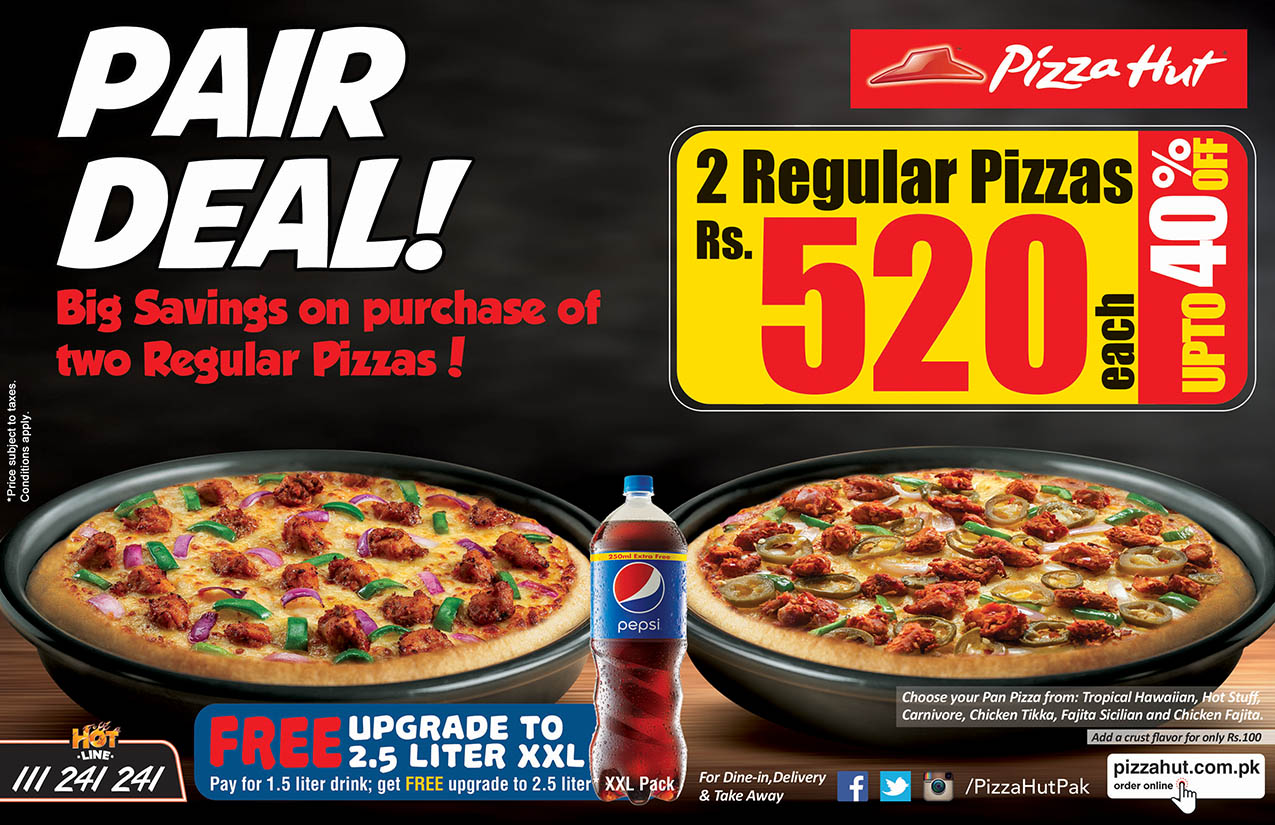 PAIR
DEAL!
Big Savings on purchase of
two Regular Pizzas!
Pizza Hut
2 Regular Pizzas
Rs. 520 each
UPTO 40% OFF
*Price subject to taxes.
Conditions apply.
250ml Extra Free
pepsi
Choose your Pan Pizza from: Tropical Hawaiian, Hot Stuff,
Carnivore, Chicken Tikka, Fajita Sicilian and Chicken Fajita.
Add a crust flavor for only Rs.100
HOT
·LINE·
111 241 241
FREE UPGRADE TO
2.5 LITER XXL
Pay for 1.5 liter drink; get FREE upgrade to 2.5 liter XXL Pack
For Dine-in,Delivery
& Take Away
/PizzaHutPak
pizzahut.com.pk
order online